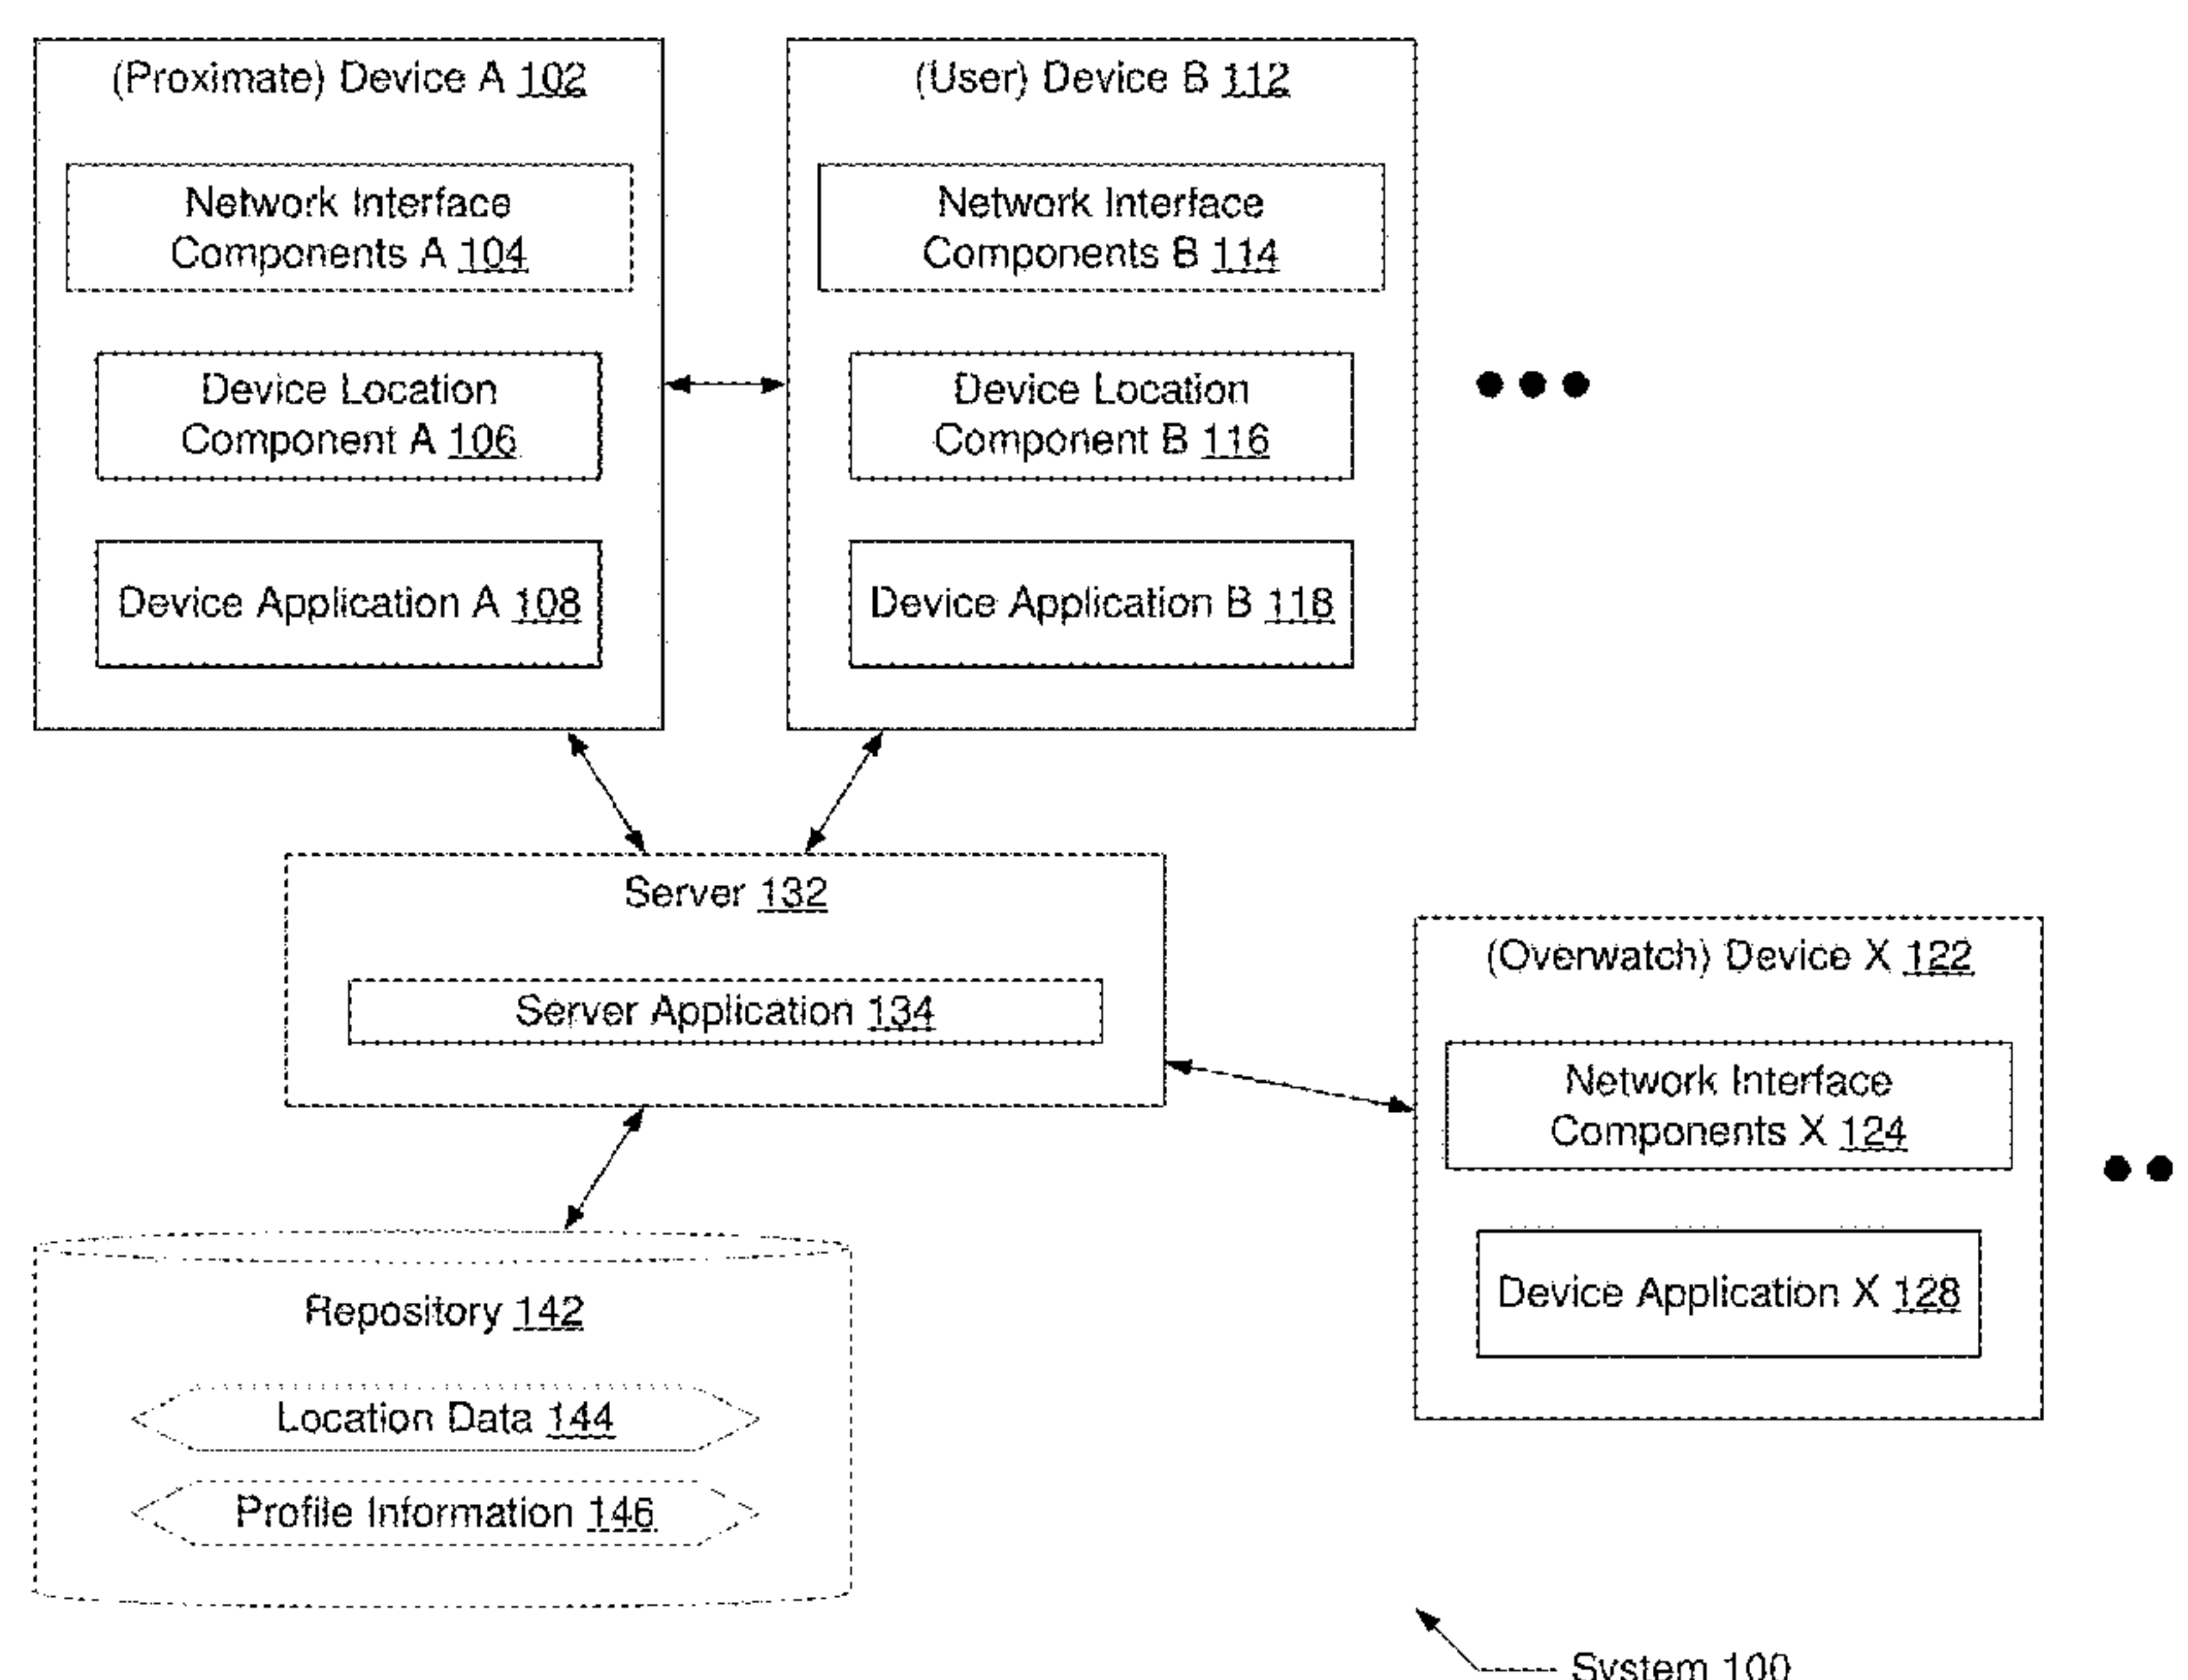 (Proximate) Device A 102
Network Interface
Components A 104
Device Location
Component A 106
Device Application A 108
(User) Device B 112
Network Interface
Components B 114
Device Location
Component B 116
Device Application B 118
Server 132
Server Application 134
(Overwatch) Device X 122
Network Interface
Components X 124
Device Application X 128
Repository 142
Location Data 144
Profile Information 146
System 100